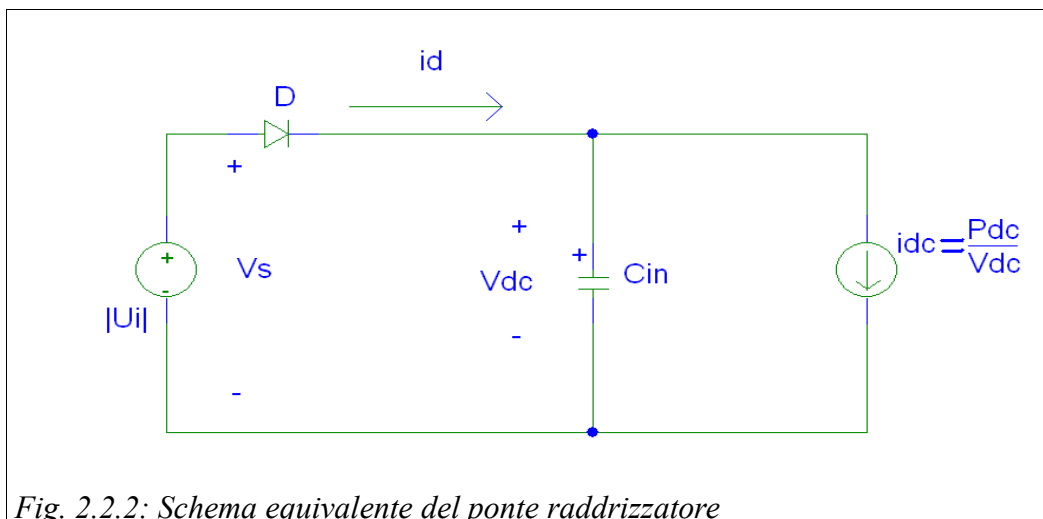 id
D
+
+
-
|Ui|
Vs
-
+
Vdc
-
+
Cin
idc=Pdc
Vdc
Fig. 2.2.2: Schema equivalente del ponte raddrizzatore